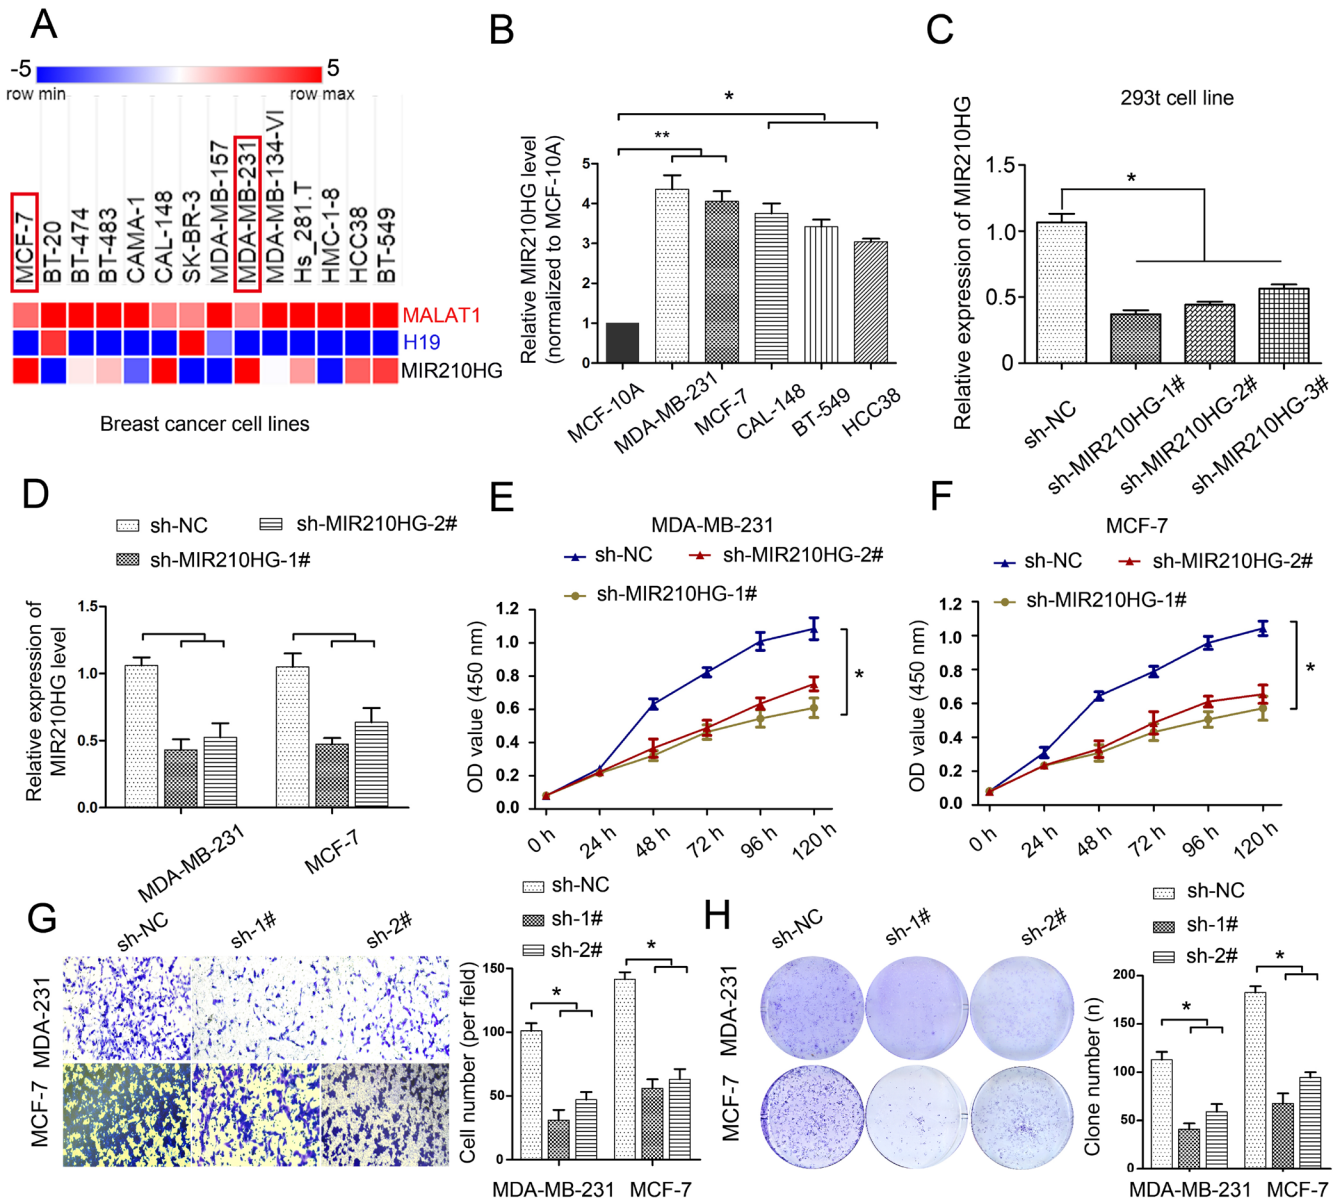 A
-5
5
row min
row max
MCF-7
BT-20
BT-474
BT-483
CAMA-1
CAL-148
SK-BR-3
MDA-MB-157
MDA-MB-231
MDA-MB-134-VI
Hs_281.T
HMC-1-8
HCC38
BT-549
MALAT1
H19
MIR210HG
Breast cancer cell lines
B
Relative MIR210HG level
(normalized to MCF-10A)
5
4
3
2
1
0
*
**
MCF-10A
MDA-MB-231
MCF-7
CAL-148
BT-549
HCC38
C
293t cell line
Relative expression of MIR210HG
1.5
1.0
0.5
0
*
sh-NC
sh-MIR210HG-1#
sh-MIR210HG-2#
sh-MIR210HG-3#
D
sh-NC
sh-MIR210HG-2#
sh-MIR210HG-1#
Relative expression of
MIR210HG level
1.5
1.0
0.5
0.0
MDA-MB-231
MCF-7
E
MDA-MB-231
sh-NC
sh-MIR210HG-2#
sh-MIR210HG-1#
OD value (450 nm)
1.2
1.0
0.8
0.6
0.4
0.2
0.0
*
0 h
24 h
48 h
72 h
96 h
120 h
F
MCF-7
sh-NC
sh-MIR210HG-2#
sh-MIR210HG-1#
OD value (450 nm)
1.2
1.0
0.8
0.6
0.4
0.2
0.0
*
0 h
24 h
48 h
72 h
96 h
120 h
G
sh-NC
sh-1#
sh-2#
MDA-231
MCF-7
sh-NC
sh-1#
sh-2#
Cell number (per field)
150
100
50
0
*
*
MDA-MB-231
MCF-7
H
sh-NC
sh-1#
sh-2#
MDA-231
MCF-7
sh-NC
sh-1#
sh-2#
Clone number (n)
200
150
100
50
0
*
*
MDA-MB-231
MCF-7